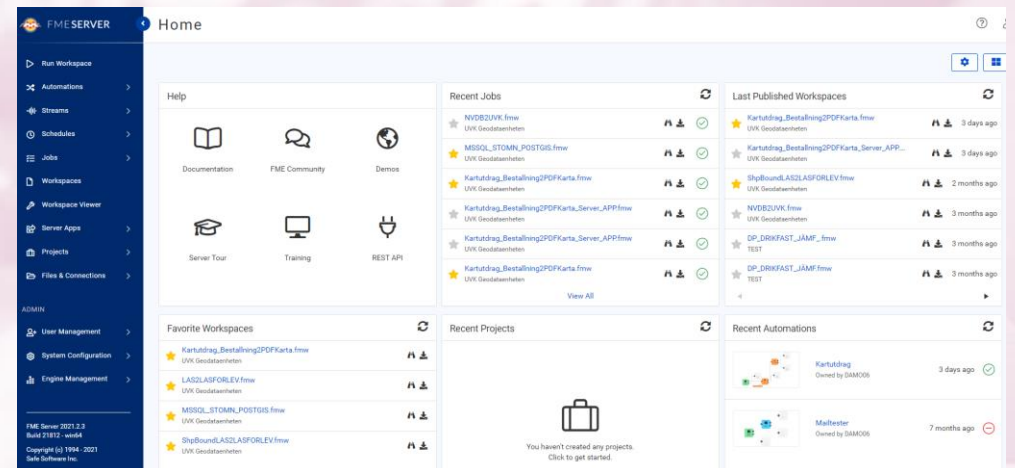 FME SERVER
Home
Run Workspace
Automations
Streams
Schedules
Jobs
Workspaces
Workspace Viewer
Server Apps
Projects
Files & Connections
ADMIN
User Management
System Configuration
Engine Management
FME Server 2021.2.3
Build 21812 - win64
Copyright (c) 1994 - 2021
Safe Software Inc.
Help
Documentation
FME Community
Demos
Server Tour
Training
REST API
Recent Jobs
NVDB2UVK.fmw
UVK Geodataenheten
MSSQL_STOMN_POSTGIS.fmw
UVK Geodataenheten
Kartutdrag_Bestallning2PDFKarta.fmw
UVK Geodataenheten
Kartutdrag_Bestallning2PDFKarta_Server_APP.fmw
UVK Geodataenheten
Kartutdrag_Bestallning2PDFKarta_Server_APP.fmw
UVK Geodataenheten
Kartutdrag_Bestallning2PDFKarta.fmw
UVK Geodataenheten
View All
Last Published Workspaces
Kartutdrag_Bestallning2PDFKarta.fmw 3 days ago
UVK Geodataenheten
Kartutdrag_Bestallning2PDFKarta_Server_APP... 3 days ago
UVK Geodataenheten
ShpBoundLAS2LASFORLEV.fmw 2 months ago
UVK Geodataenheten
NVDB2UVK.fmw 3 months ago
UVK Geodataenheten
DP_DRIKFAST_JÄMF_.fmw 3 months ago
TEST
DP_DRIKFAST_JÄMF.fmw 3 months ago
TEST
Favorite Workspaces
Kartutdrag_Bestallning2PDFKarta.fmw
UVK Geodataenheten
LAS2LASFORLEV.fmw
UVK Geodataenheten
MSSQL_STOMN_POSTGIS.fmw
UVK Geodataenheten
ShpBoundLAS2LASFORLEV.fmw
UVK Geodataenheten
Recent Projects
You haven't created any projects.
Click to get started.
Recent Automations
Kartutdrag 3 days ago
Owned by DAMO06
Mailtester 7 months ago
Owned by DAMO06